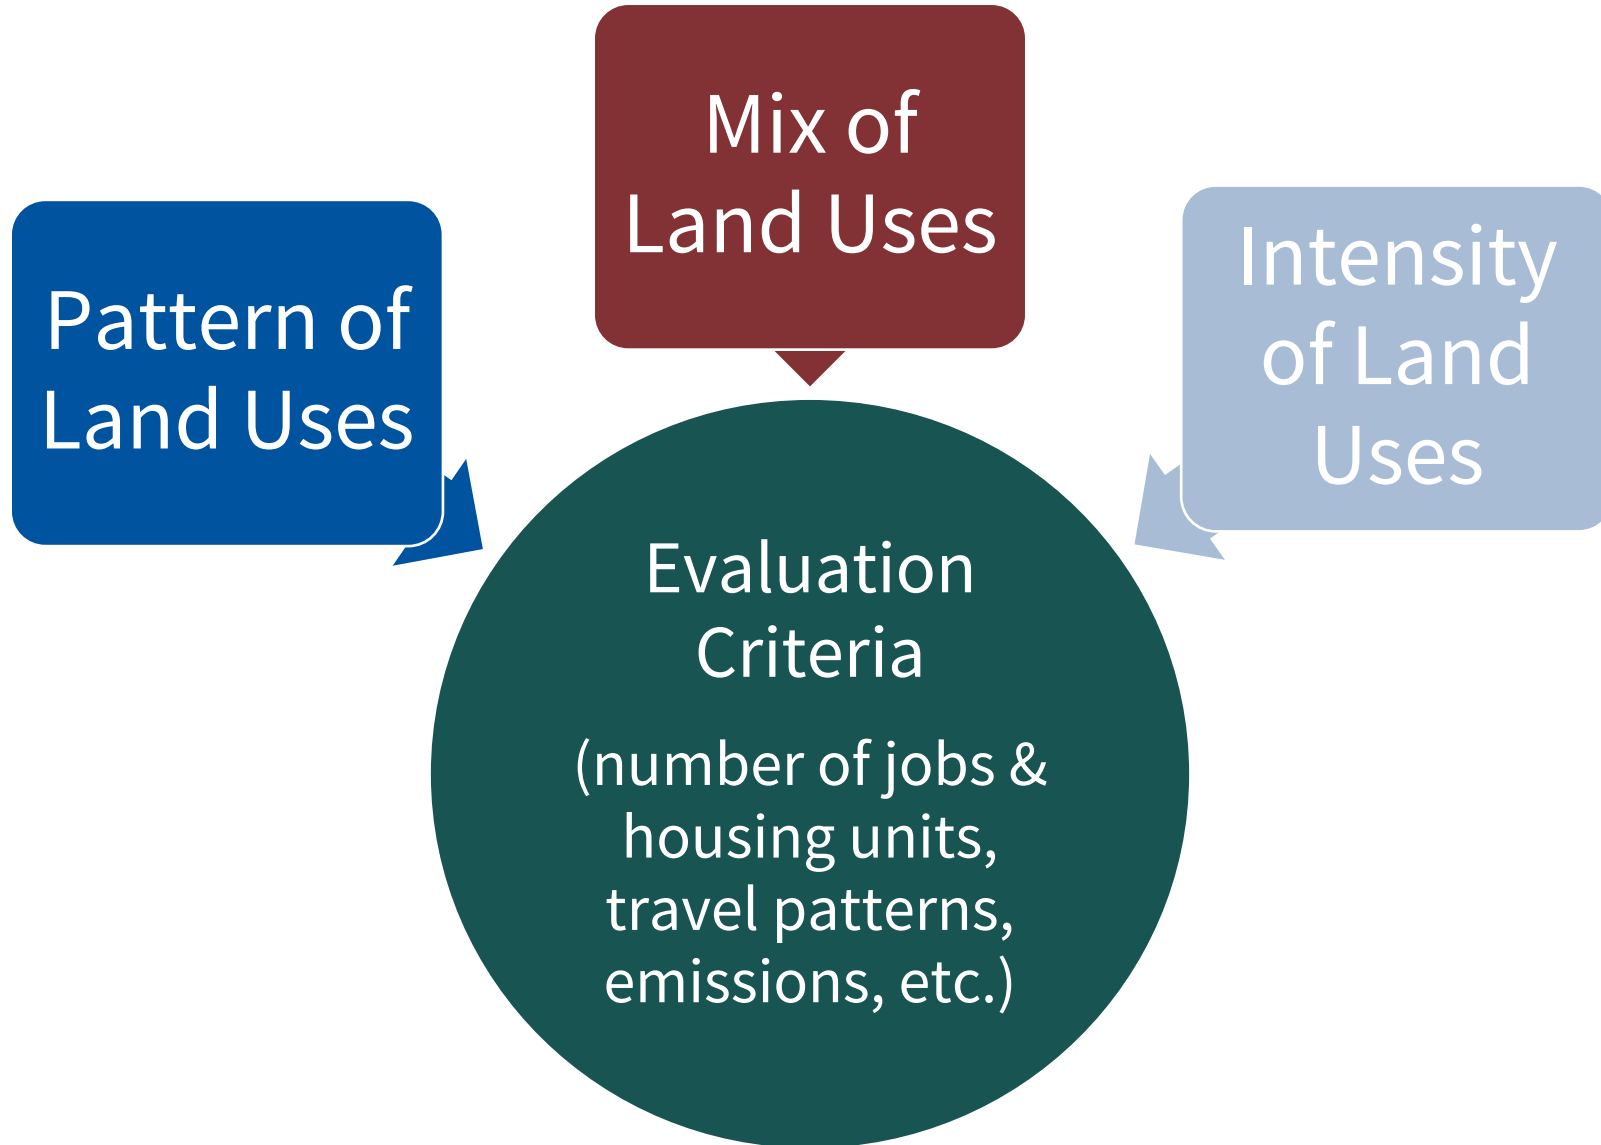 Mix of
Land Uses
Pattern of
Land Uses
Intensity
of Land
Uses
Evaluation
Criteria
(number of jobs &
housing units,
travel patterns,
emissions, etc.)